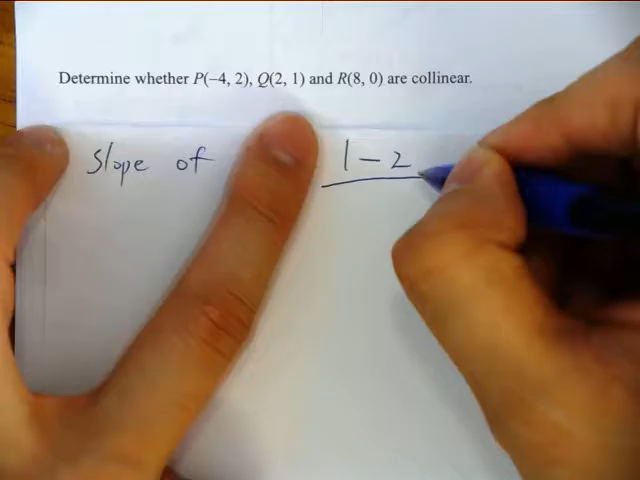 Determine whether P(−4, 2), Q(2, 1) and R(8, 0) are collinear.
Slope of 1 − 2